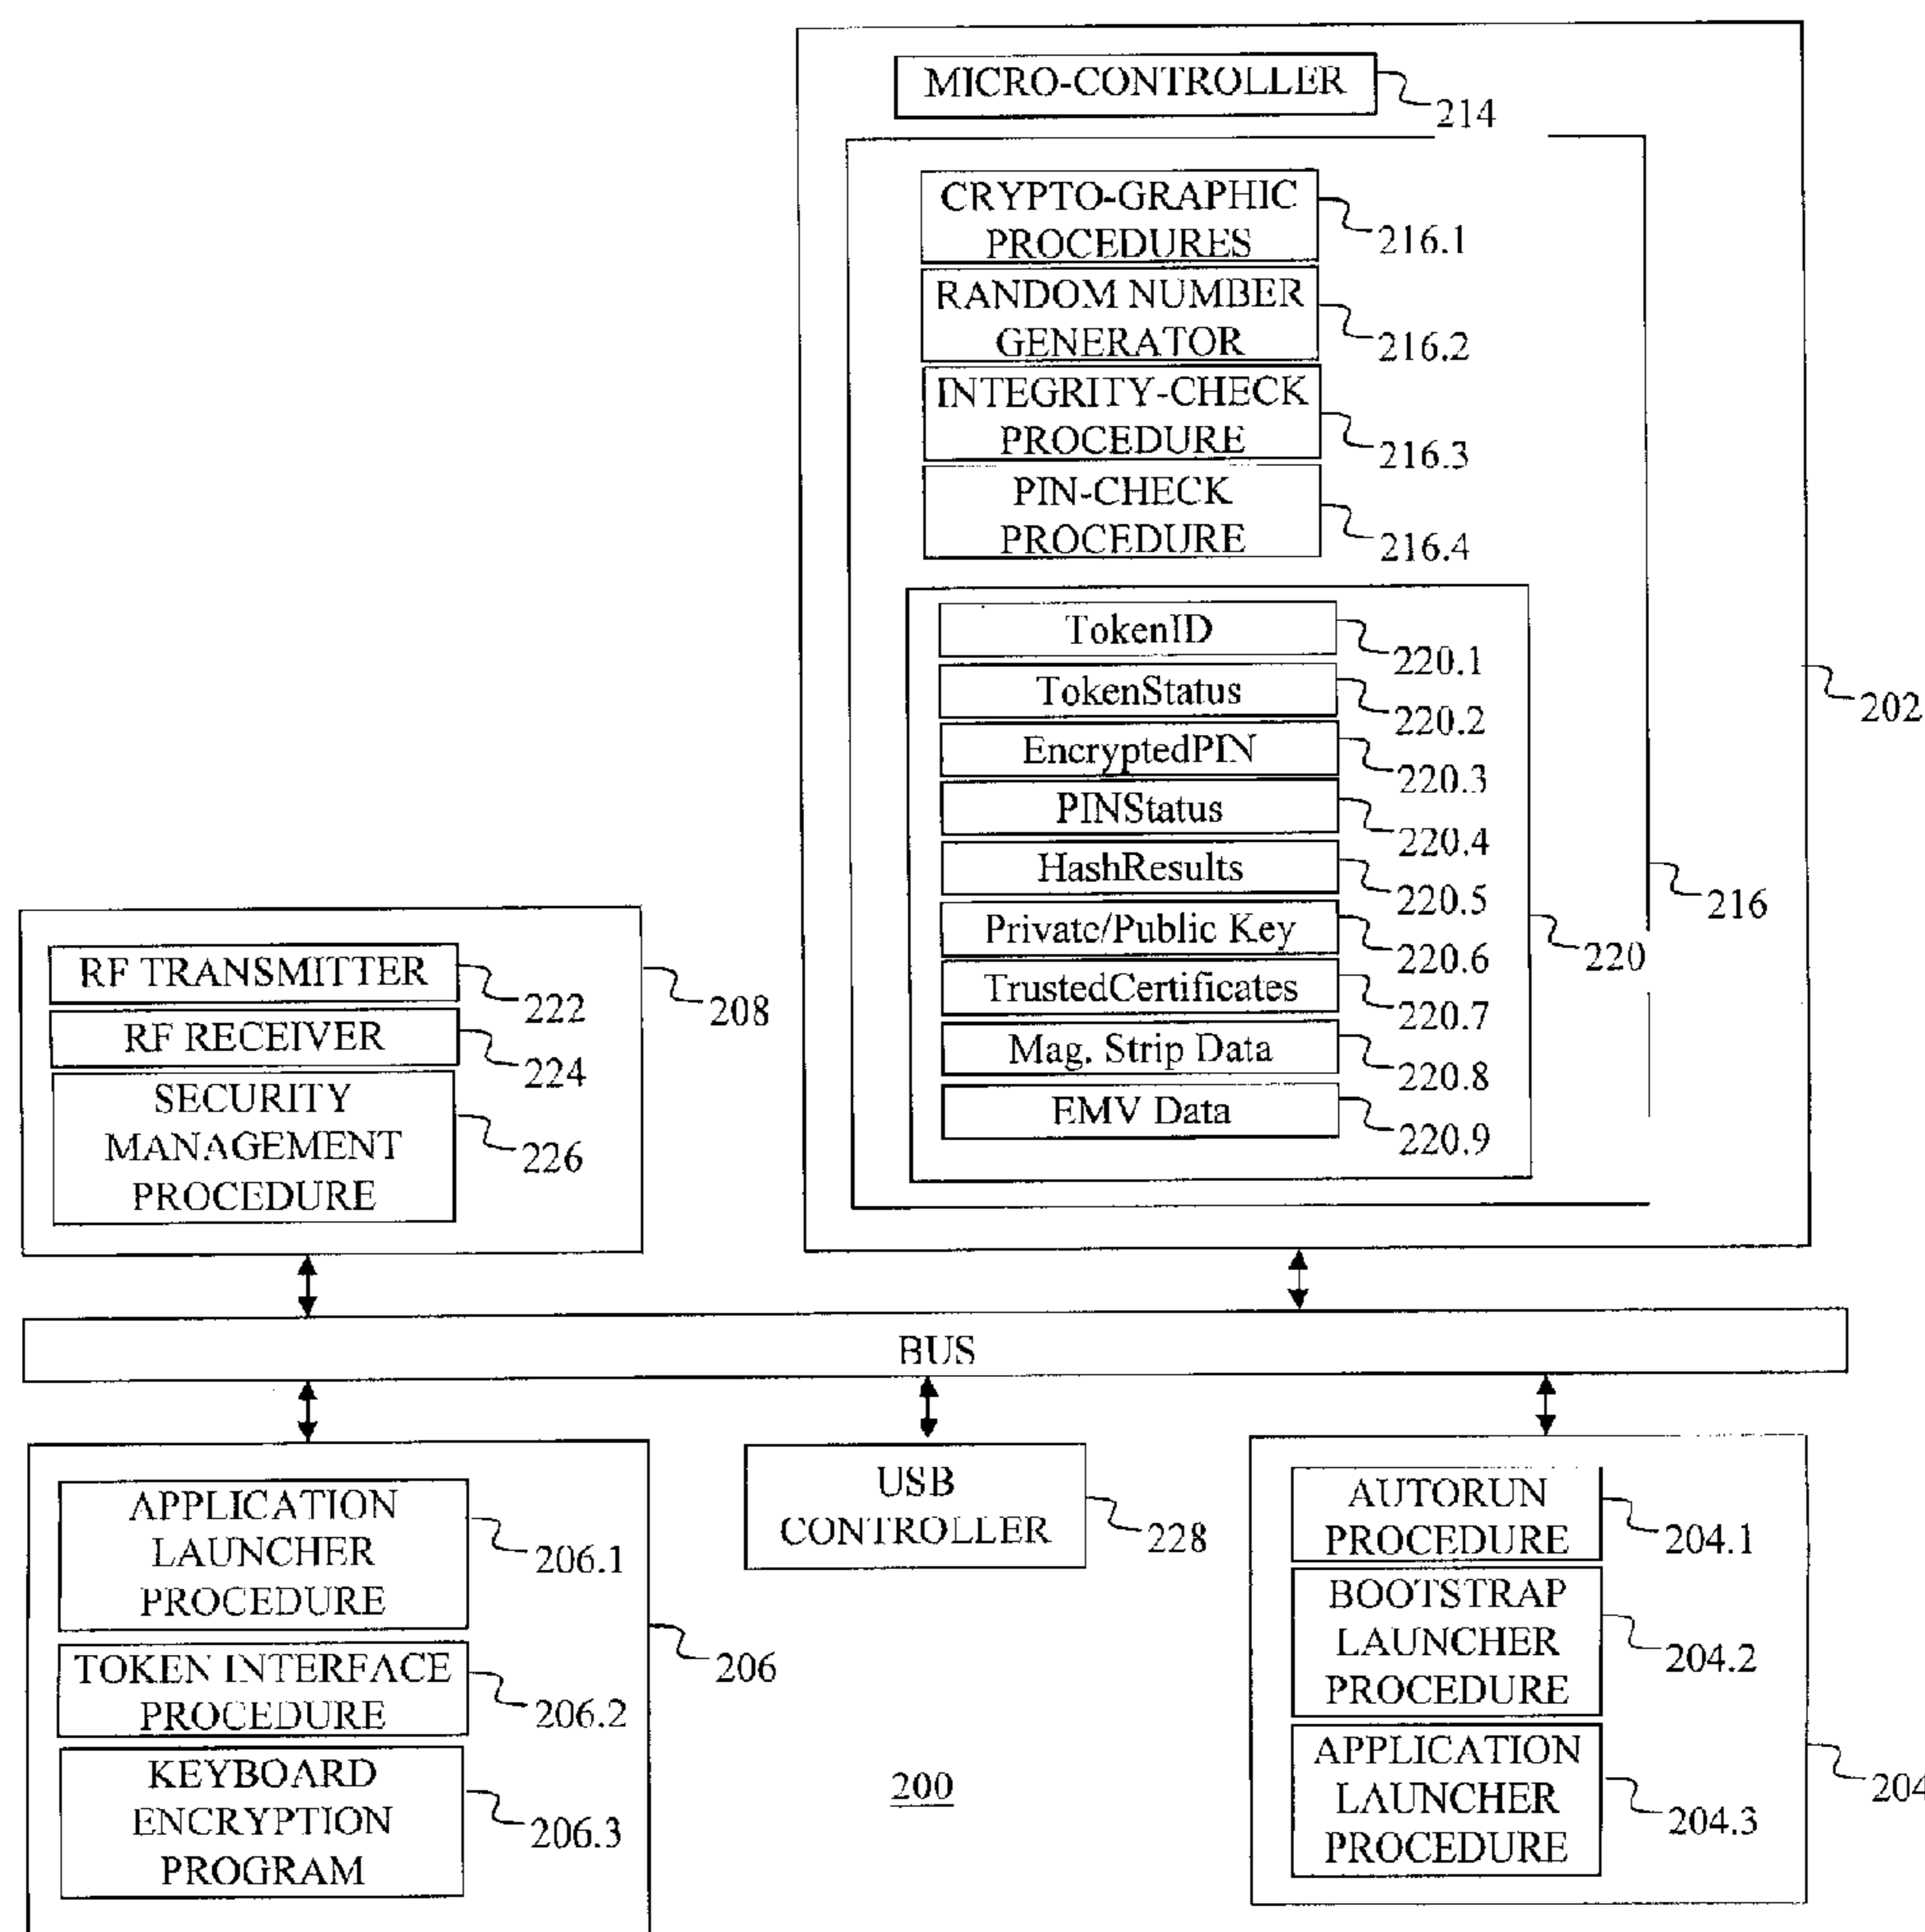 MICRO-CONTROLLER
214
CRYPTO-GRAPHIC
PROCEDURES
216.1
RANDOM NUMBER
GENERATOR
216.2
INTEGRITY-CHECK
PROCEDURE
216.3
PIN-CHECK
PROCEDURE
216.4
TokenID
220.1
TokenStatus
220.2
EncryptedPIN
220.3
PINStatus
220.4
HashResults
220.5
Private/Public Key
220.6
TrustedCertificates
220.7
Mag. Strip Data
220.8
EMV Data
220.9
220
216
202
RF TRANSMITTER
222
RF RECEIVER
224
SECURITY
MANAGEMENT
PROCEDURE
226
208
BUS
APPLICATION
LAUNCHER
PROCEDURE
206.1
TOKEN INTERFACE
PROCEDURE
206.2
KEYBOARD
ENCRYPTION
PROGRAM
206.3
206
USB
CONTROLLER
228
200
AUTORUN
PROCEDURE
204.1
BOOTSTRAP
LAUNCHER
PROCEDURE
204.2
APPLICATION
LAUNCHER
PROCEDURE
204.3
204